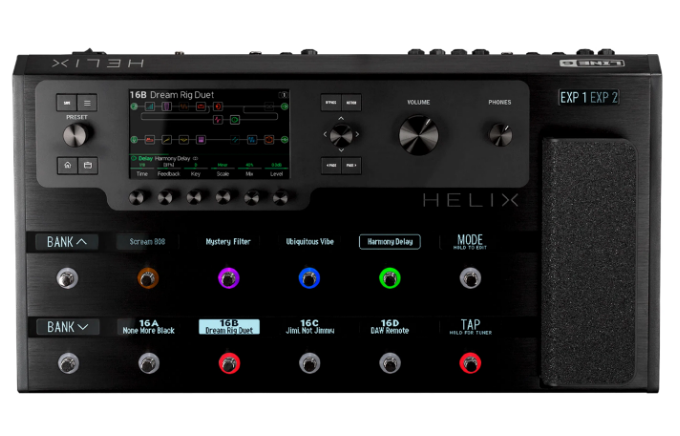 HELIX
LINE 6
16B Dream Rig Duet
PRESET
VOLUME
PHONES
EXP 1 EXP 2
Delay Harmony Delay
Time Feedback Key Scale Mix Level
HELIX
BANK
Scream 808
Mystery Filter
Ubiquitous Vibe
Harmony Delay
MODE
HOLD TO EDIT
BANK
16A
None More Black
16B
Dream Rig Duet
16C
Jimi, Not Jimmy
16D
DAW Remote
TAP
HOLD FOR TUNER